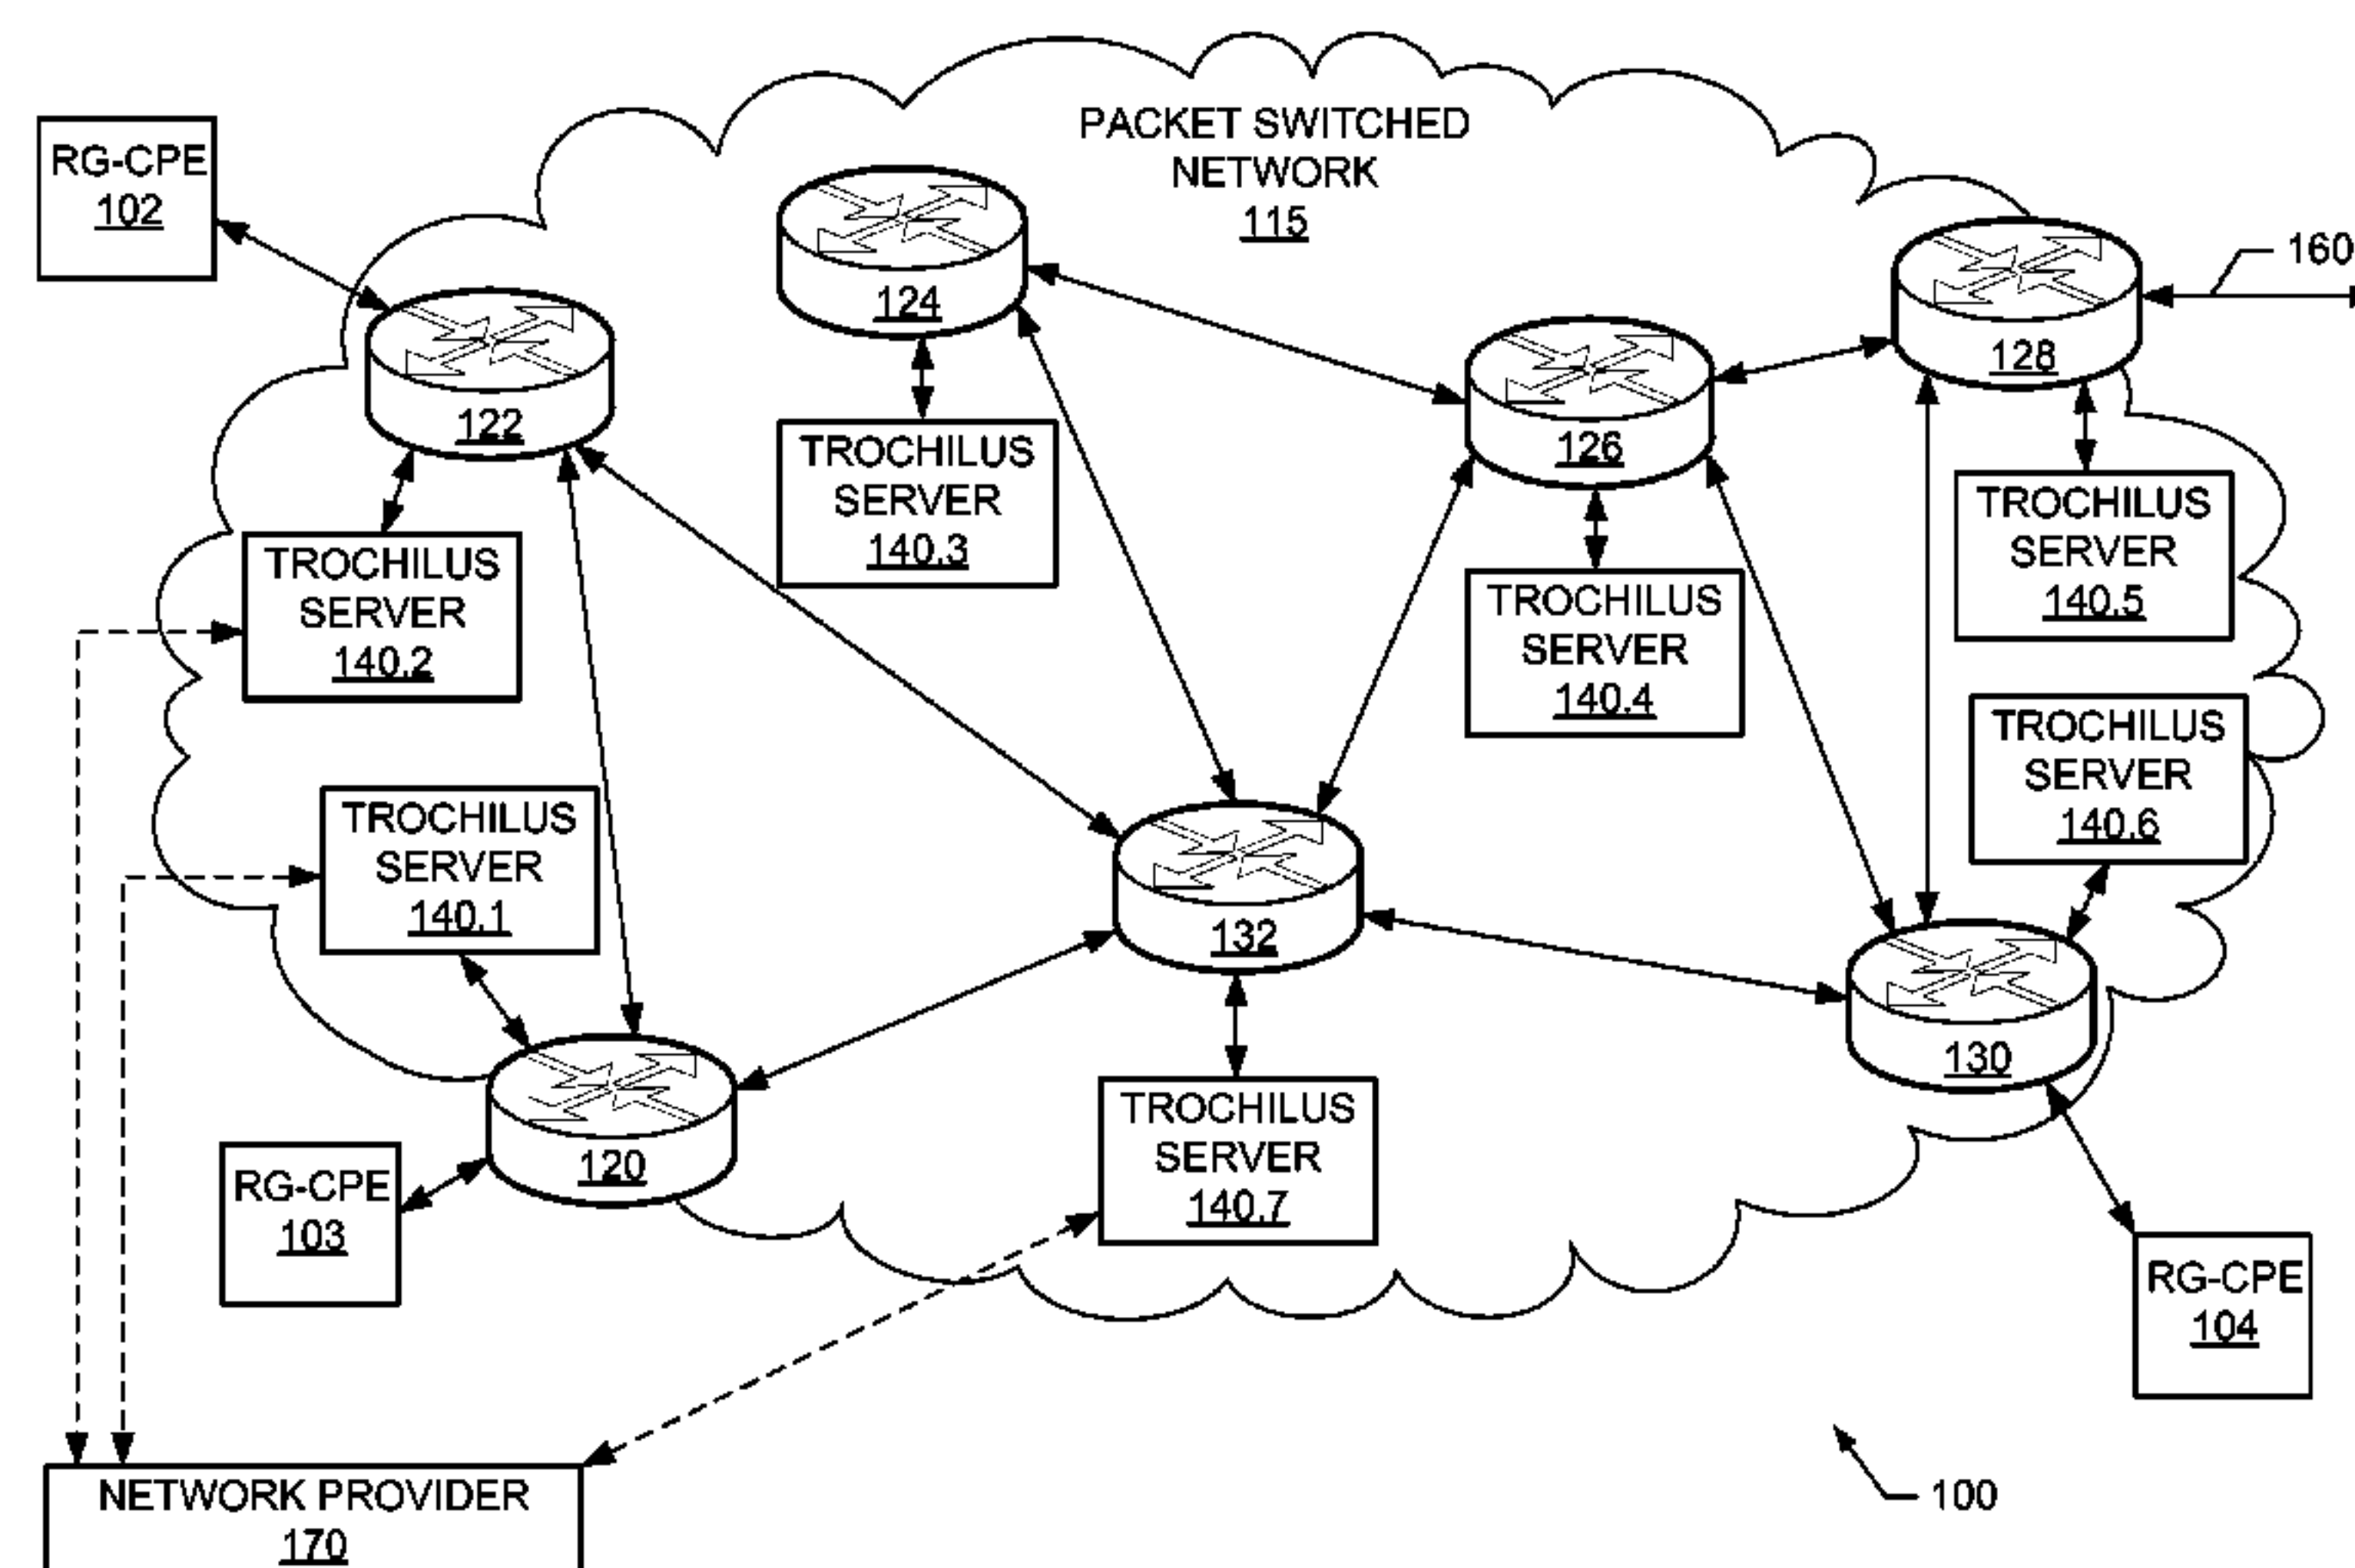 PACKET SWITCHED
NETWORK
115
RG-CPE
102
124
128
160
122
126
TROCHILUS
SERVER
140.3
TROCHILUS
SERVER
140.5
TROCHILUS
SERVER
140.2
TROCHILUS
SERVER
140.4
TROCHILUS
SERVER
140.6
TROCHILUS
SERVER
140.1
132
130
120
TROCHILUS
SERVER
140.7
RG-CPE
103
RG-CPE
104
NETWORK PROVIDER
170
100